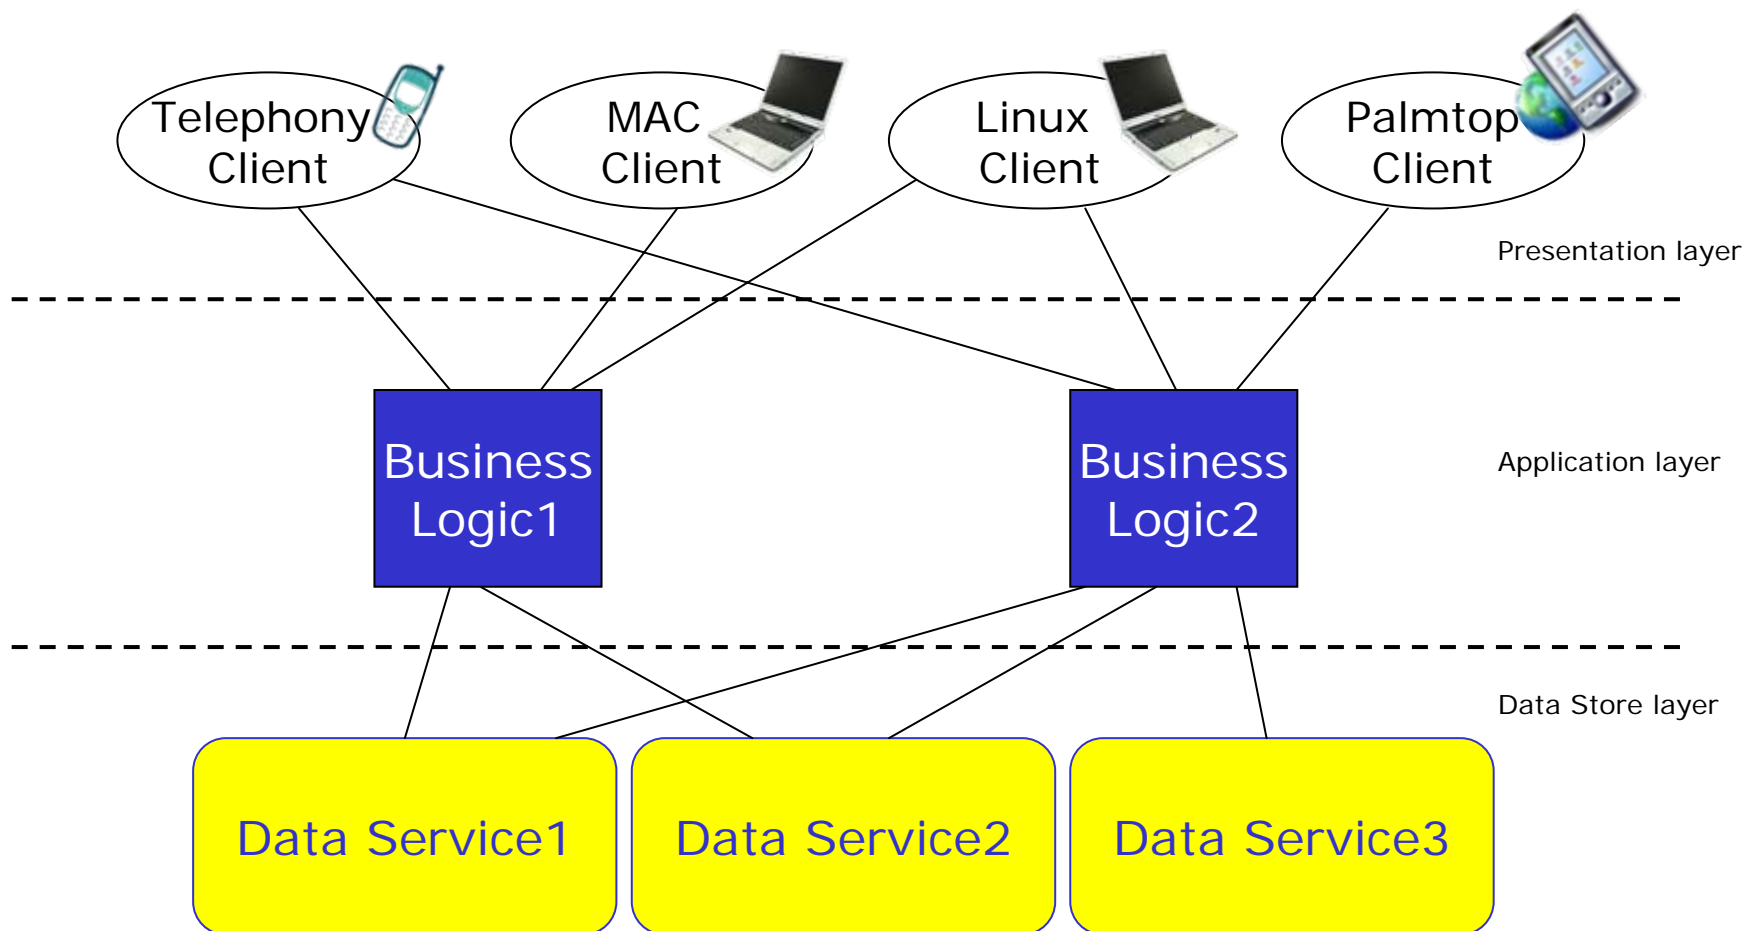 Telephony
Client
MAC
Client
Linux
Client
Palmtop
Client
Presentation layer
Business
Logic1
Business
Logic2
Application layer
Data Store layer
Data Service1
Data Service2
Data Service3